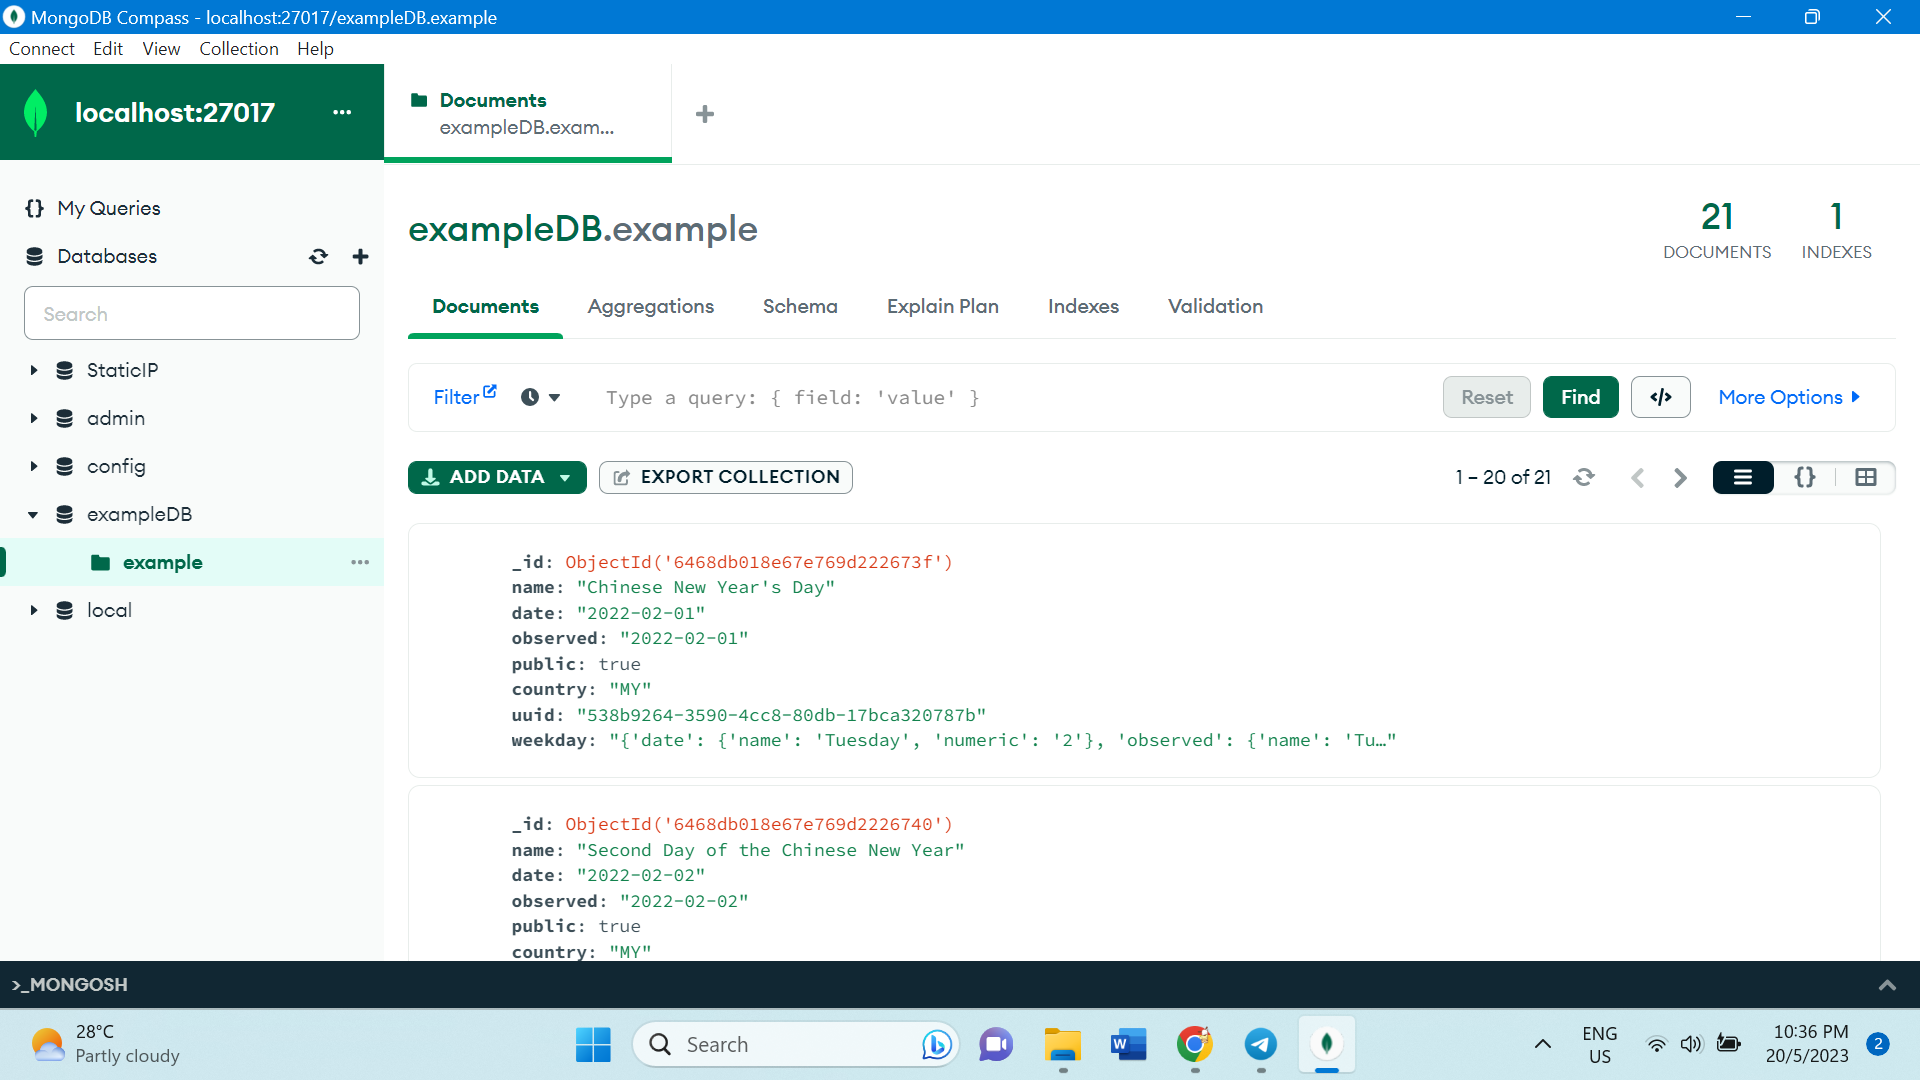 MongoDB Compass - localhost:27017/exampleDB.example
Connect Edit View Collection Help
localhost:27017 ...
Documents
exampleDB.exam...
{} My Queries
Databases
Search
StaticIP
admin
config
exampleDB
example ...
local
exampleDB.example
21
DOCUMENTS
1
INDEXES
Documents Aggregations Schema Explain Plan Indexes Validation
Filter Type a query: { field: 'value' } Reset Find </> More Options
ADD DATA EXPORT COLLECTION 1 – 20 of 21 {}
_id: ObjectId('6468db018e67e769d222673f')
name: "Chinese New Year's Day"
date: "2022-02-01"
observed: "2022-02-01"
public: true
country: "MY"
uuid: "538b9264-3590-4cc8-80db-17bca320787b"
weekday: "{'date': {'name': 'Tuesday', 'numeric': '2'}, 'observed': {'name': 'Tu…"
_id: ObjectId('6468db018e67e769d2226740')
name: "Second Day of the Chinese New Year"
date: "2022-02-02"
observed: "2022-02-02"
public: true
country: "MY"
>_MONGOSH
28°C
Partly cloudy
Search
W
ENG
US
10:36 PM
20/5/2023
2